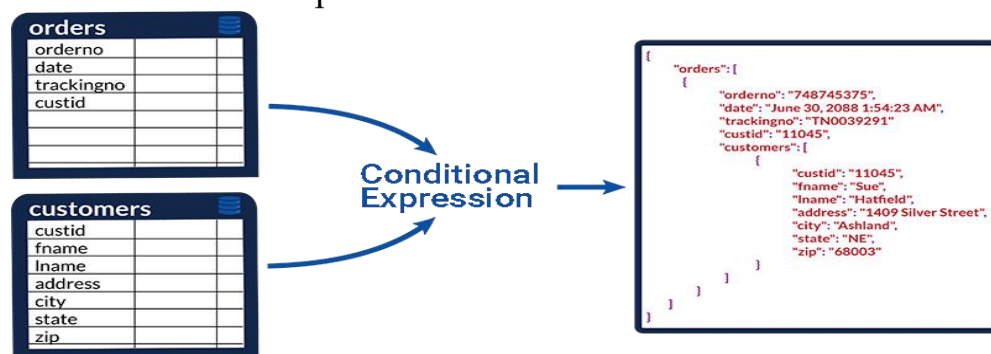 orders
orderno
date
trackingno
custid
customers
custid
fname
lname
address
city
state
zip
Conditional
Expression
{
"orders":[
{
"orderno": "748745375",
"date": "June 30, 2088 1:54:23 AM",
"trackingno": "TN0039291"
"custid": "11045",
"customers":[
{
"custid": "11045",
"fname": "Sue",
"lname": "Hatfield",
"address": "1409 Silver Street",
"city": "Ashland",
"state": "NE",
"zip": "68003"
}
]
}
]
}